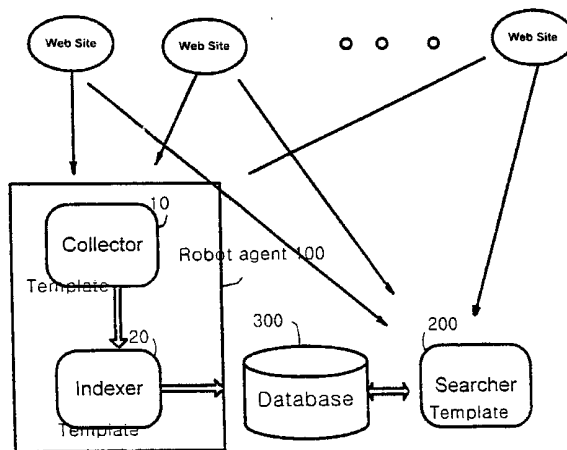 Web Site
Web Site
Web Site
10
Collector
Robot agent 100
Template
20
300
200
Indexer
Database
Searcher
Template
Template